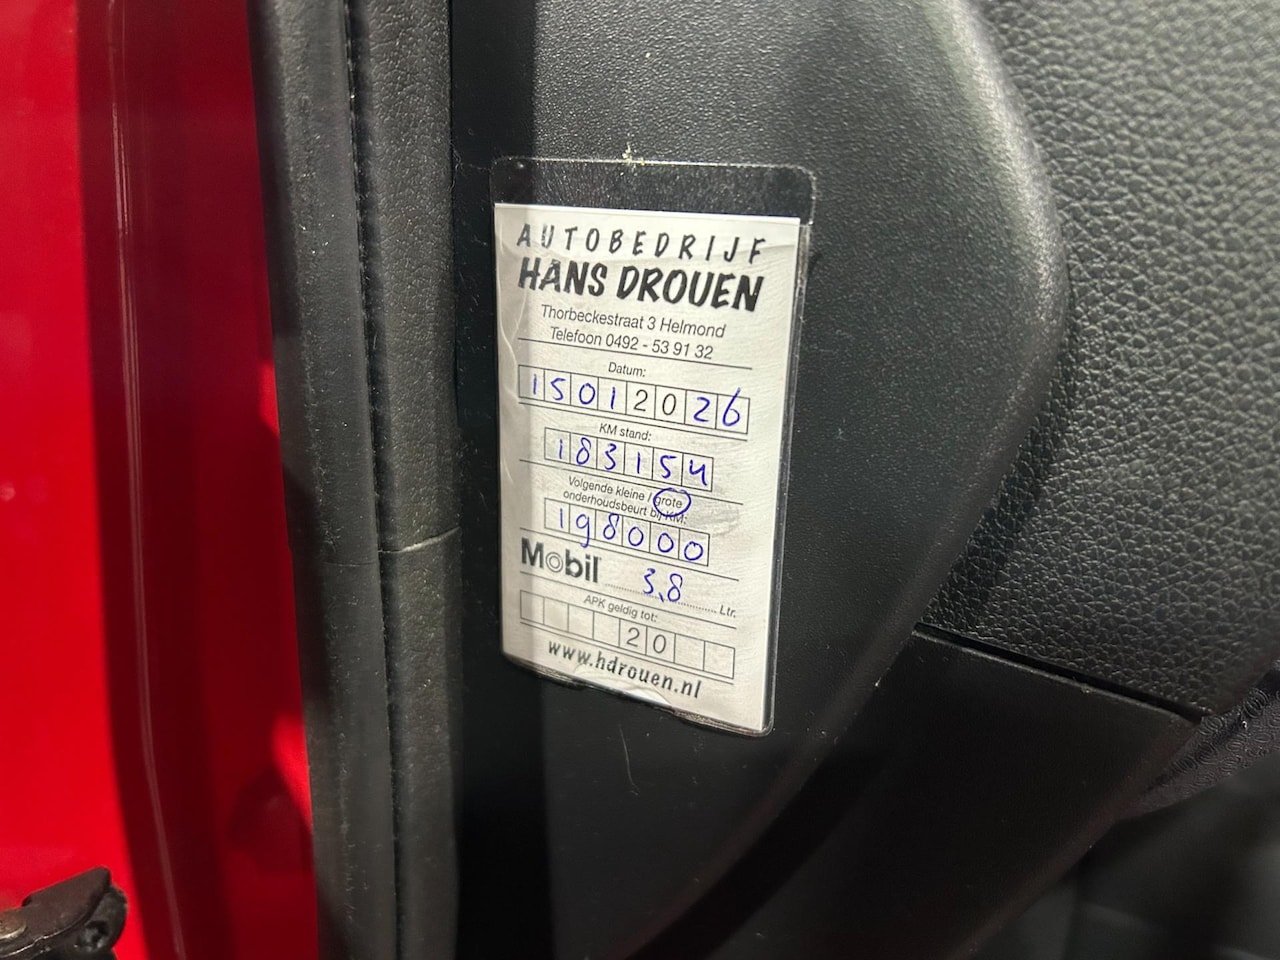 AUTOBEDRIJF
HANS DROUEN
Thorbeckestraat 3 Helmond
Telefoon 0492 - 53 91 32
Datum:
15012026
KM stand:
183154
Volgende kleine / grote
onderhoudsbeurt bij KM:
198000
Mobil 3,8 Ltr.
APK geldig tot:
20
www.hdrouen.nl